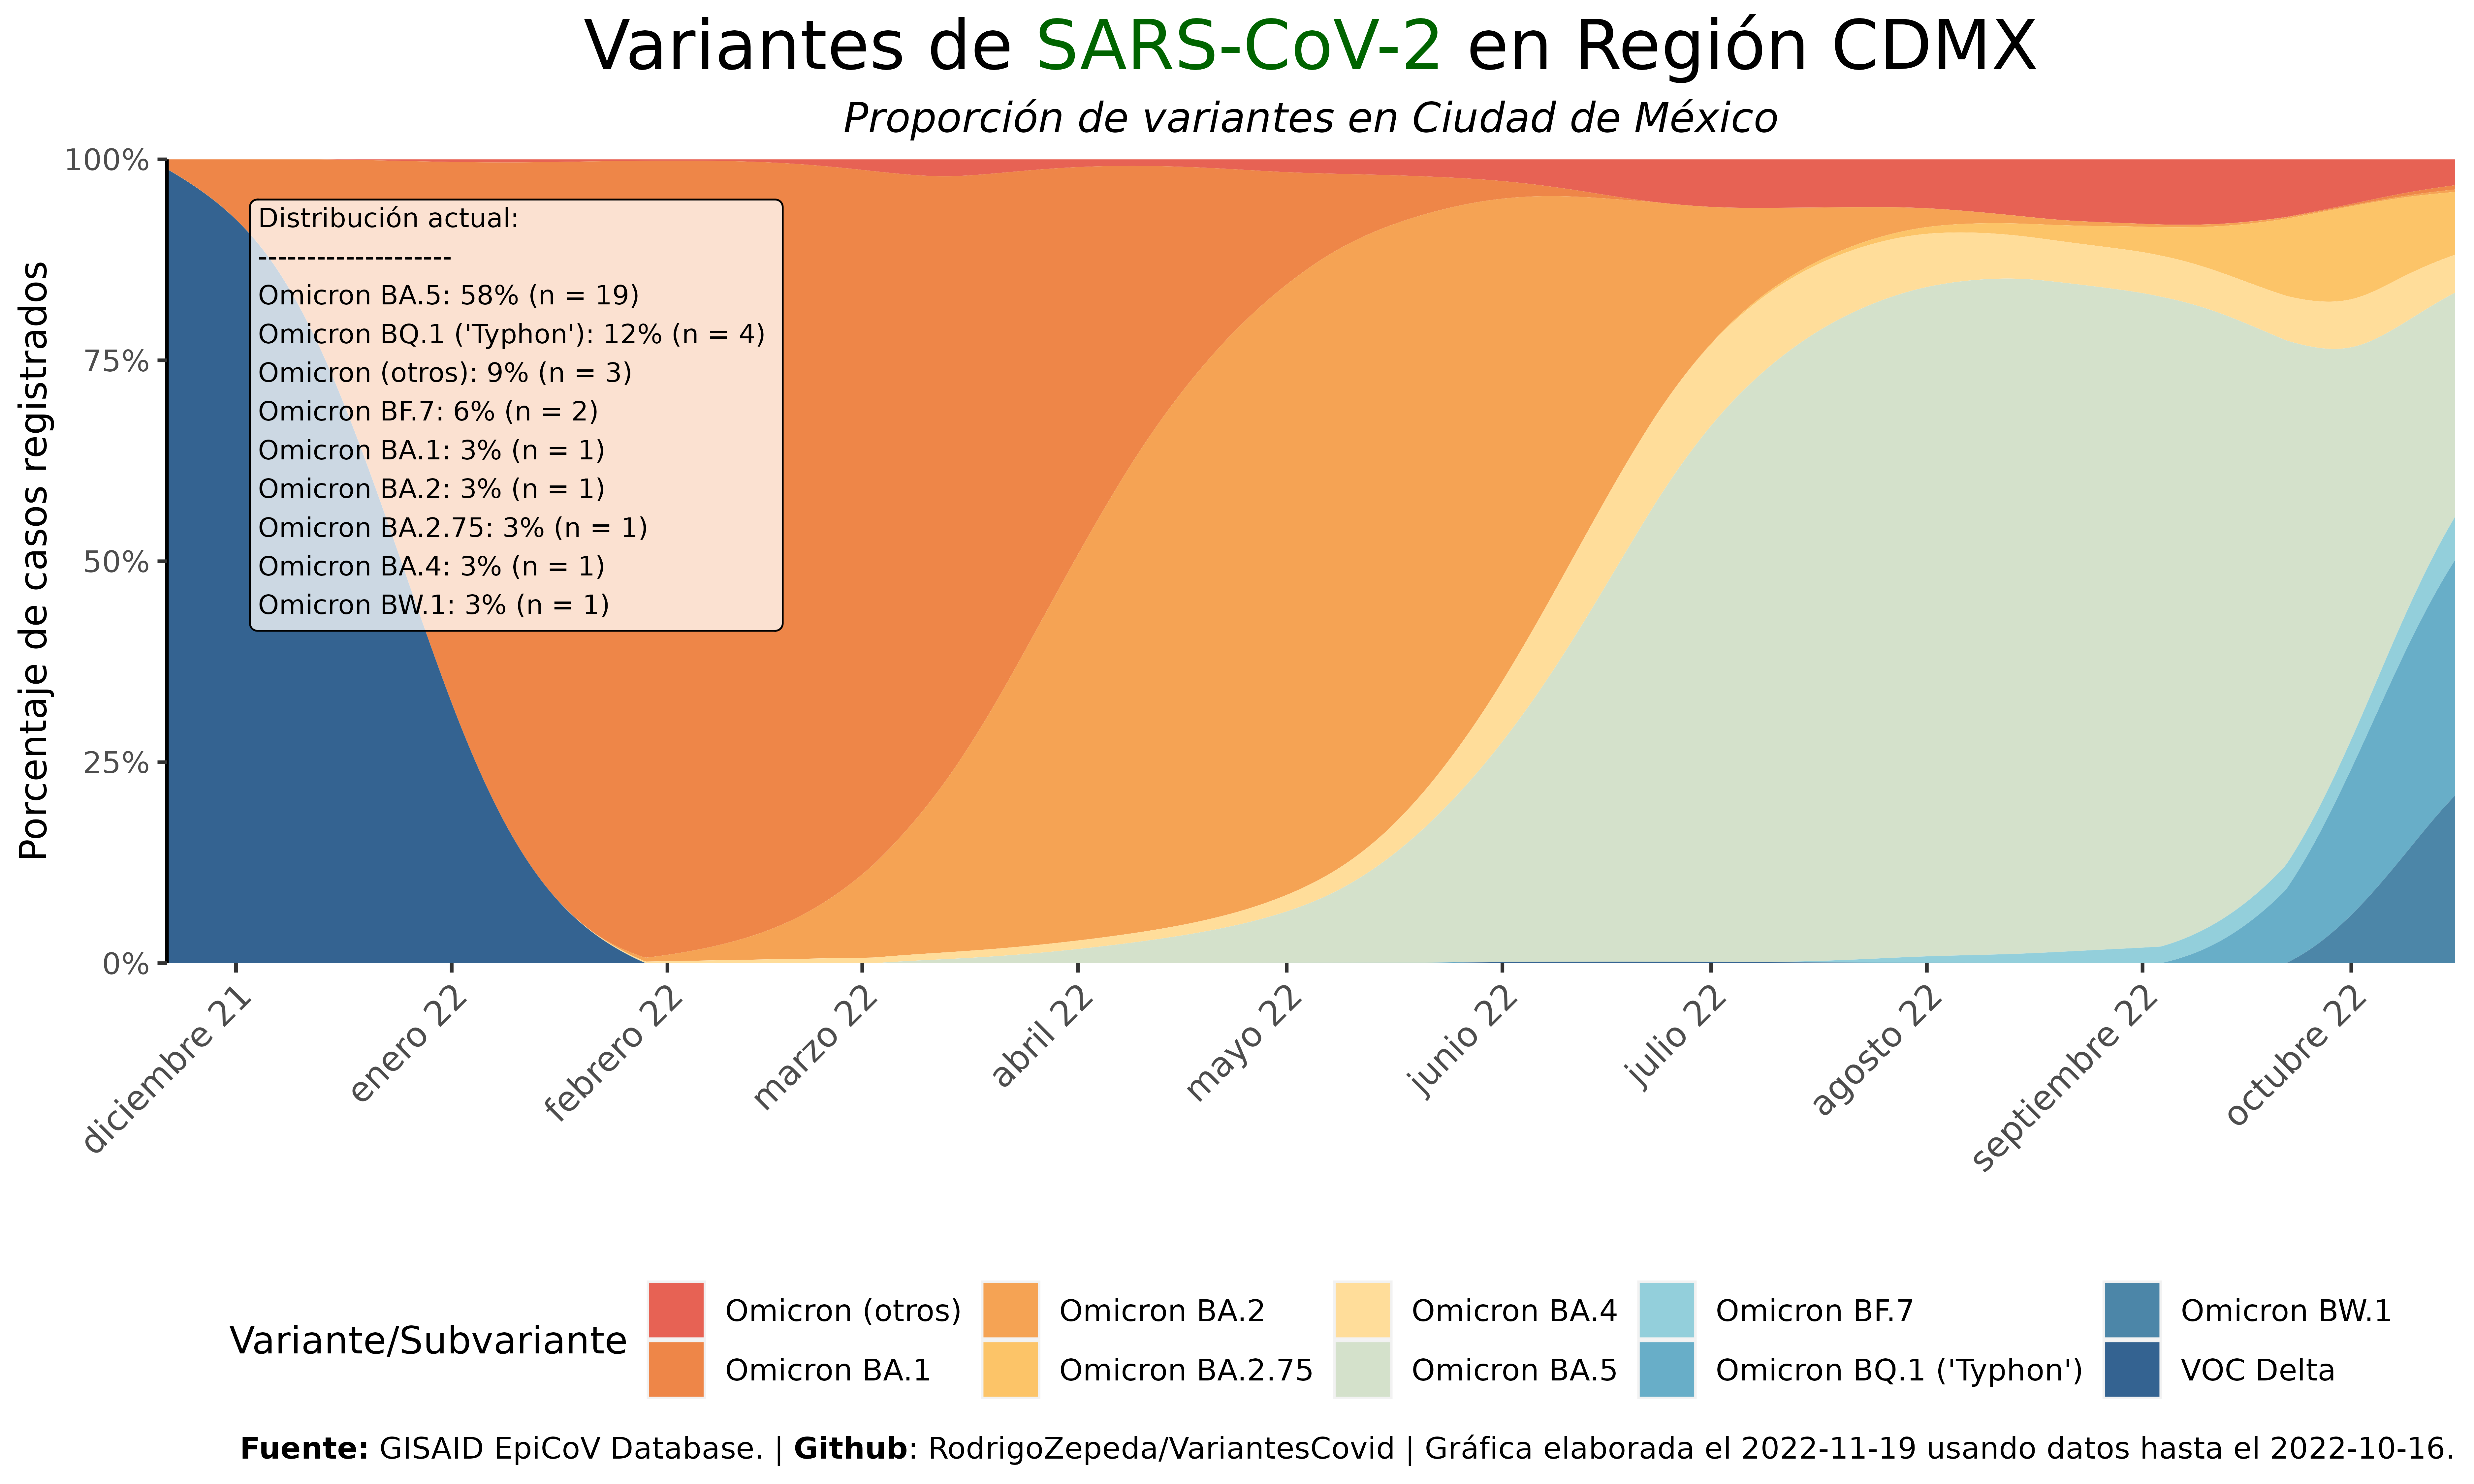 Variantes de SARS-CoV-2 en Región CDMX
Proporción de variantes en Ciudad de México
Porcentaje de casos registrados
100%
75%
50%
25%
0%
Distribución actual:
--------------------
Omicron BA.5: 58% (n = 19)
Omicron BQ.1 ('Typhon'): 12% (n = 4)
Omicron (otros): 9% (n = 3)
Omicron BF.7: 6% (n = 2)
Omicron BA.1: 3% (n = 1)
Omicron BA.2: 3% (n = 1)
Omicron BA.2.75: 3% (n = 1)
Omicron BA.4: 3% (n = 1)
Omicron BW.1: 3% (n = 1)
diciembre 21
enero 22
febrero 22
marzo 22
abril 22
mayo 22
junio 22
julio 22
agosto 22
septiembre 22
octubre 22
Variante/Subvariante
Omicron (otros)
Omicron BA.1
Omicron BA.2
Omicron BA.2.75
Omicron BA.4
Omicron BA.5
Omicron BF.7
Omicron BQ.1 ('Typhon')
Omicron BW.1
VOC Delta
Fuente: GISAID EpiCoV Database. | Github: RodrigoZepeda/VariantesCovid | Gráfica elaborada el 2022-11-19 usando datos hasta el 2022-10-16.